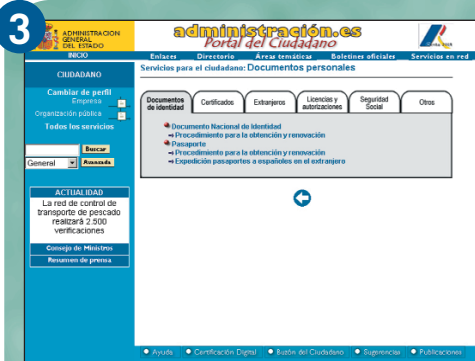 3
ADMINISTRACION
GENERAL
DEL ESTADO
administración.es
Portal del Ciudadano
INICIO
Enlaces Directorio Áreas temáticas Boletines oficiales Servicios en red
CIUDADANO
Cambiar de perfil
Empresa
Organización pública
Todos los servicios
Buscar
General Avanzada
ACTUALIDAD
La red de control de
transporte de pescado
realizará 2.500
verificaciones
Consejo de Ministros
Resumen de prensa
Servicios para el ciudadano: Documentos personales
Documentos
de identidad
Certificados
Extranjeros
Licencias y
autorizaciones
Seguridad
Social
Otros
Documento Nacional de Identidad
Procedimiento para la obtención y renovación
Pasaporte
Procedimiento para la obtención y renovación
Expedición pasaportes a españoles en el extranjero
Ayuda Certificación Digital Buzón del Ciudadano Sugerencias Publicaciones